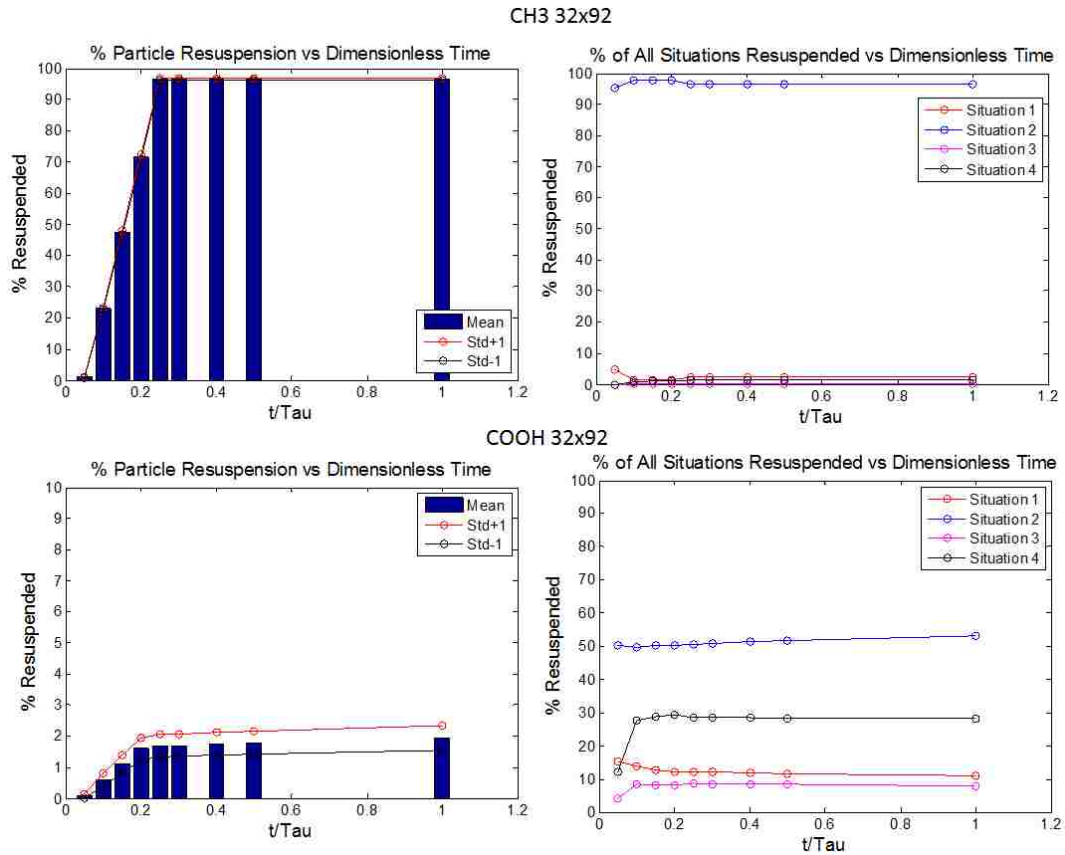 CH3 32x92
% Particle Resuspension vs Dimensionless Time
% Resuspended
100
90
80
70
60
50
40
30
20
10
0
0
0.2
0.4
0.6
0.8
1
1.2
t/Tau
Mean
Std+1
Std-1
% of All Situations Resuspended vs Dimensionless Time
% Resuspended
100
90
80
70
60
50
40
30
20
10
0
0
0.2
0.4
0.6
0.8
1
1.2
t/Tau
Situation 1
Situation 2
Situation 3
Situation 4
COOH 32x92
% Particle Resuspension vs Dimensionless Time
% Resuspended
10
9
8
7
6
5
4
3
2
1
0
0
0.2
0.4
0.6
0.8
1
1.2
t/Tau
Mean
Std+1
Std-1
% of All Situations Resuspended vs Dimensionless Time
% Resuspended
100
90
80
70
60
50
40
30
20
10
0
0
0.2
0.4
0.6
0.8
1
1.2
t/Tau
Situation 1
Situation 2
Situation 3
Situation 4